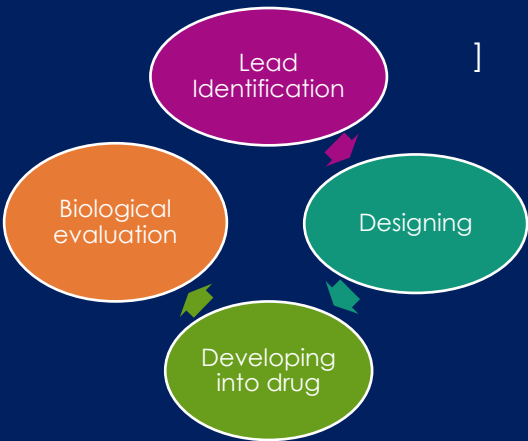 Lead
Identification
]
Designing
Developing
into drug
Biological
evaluation